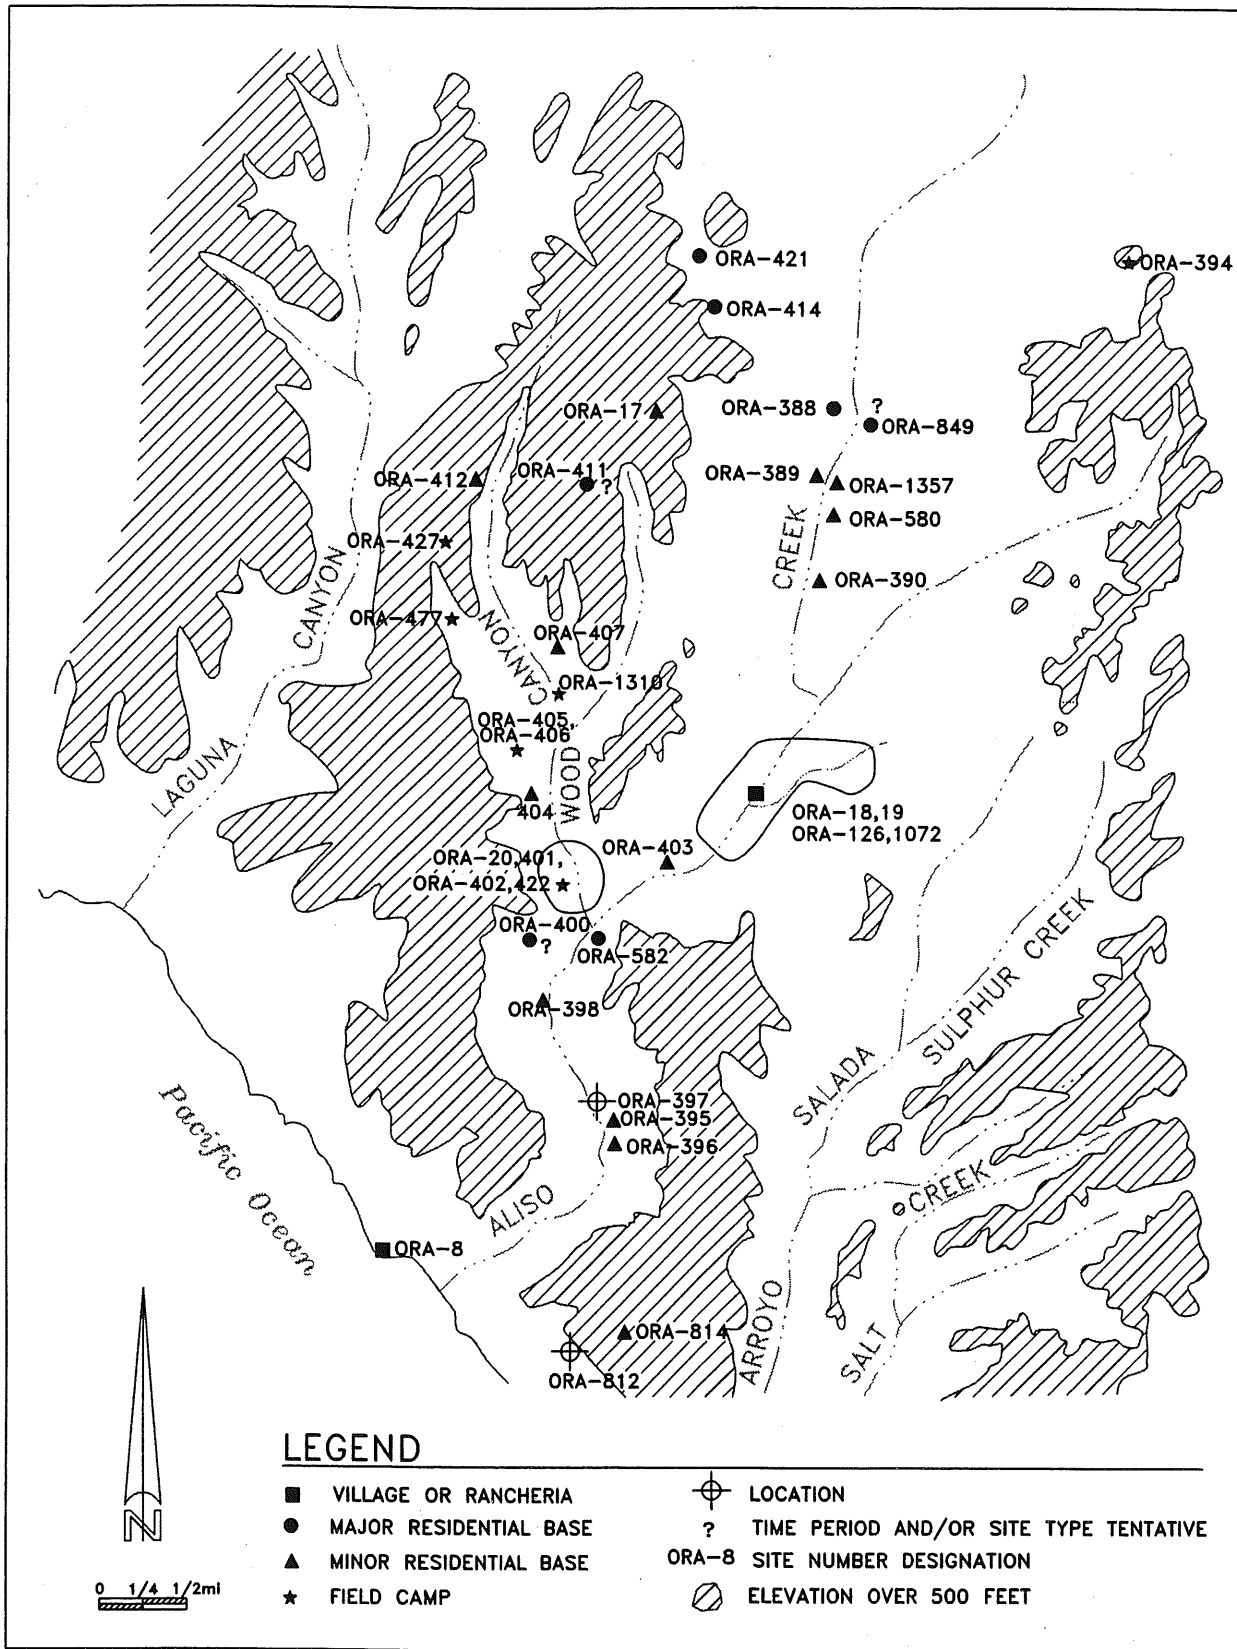 ORA-421
ORA-394
ORA-414
ORA-17
ORA-388
?
ORA-849
ORA-412
ORA-411
?
ORA-389
ORA-1357
ORA-580
ORA-427
CREEK
ORA-390
CANYON
ORA-477
CANYON
ORA-407
ORA-1310
ORA-405,
ORA-406
LAGUNA
WOOD
404
ORA-18,19
ORA-126,1072
ORA-403
ORA-20,401,
ORA-402,422
ORA-400
?
ORA-582
ORA-398
SULPHUR CREEK
SALADA
ORA-397
ORA-395
ORA-396
Pacific Ocean
ALISO
CREEK
ORA-8
ARROYO
SALT
ORA-814
ORA-812
N
0 1/4 1/2mi
LEGEND
VILLAGE OR RANCHERIA
MAJOR RESIDENTIAL BASE
MINOR RESIDENTIAL BASE
FIELD CAMP
LOCATION
? TIME PERIOD AND/OR SITE TYPE TENTATIVE
ORA-8 SITE NUMBER DESIGNATION
ELEVATION OVER 500 FEET